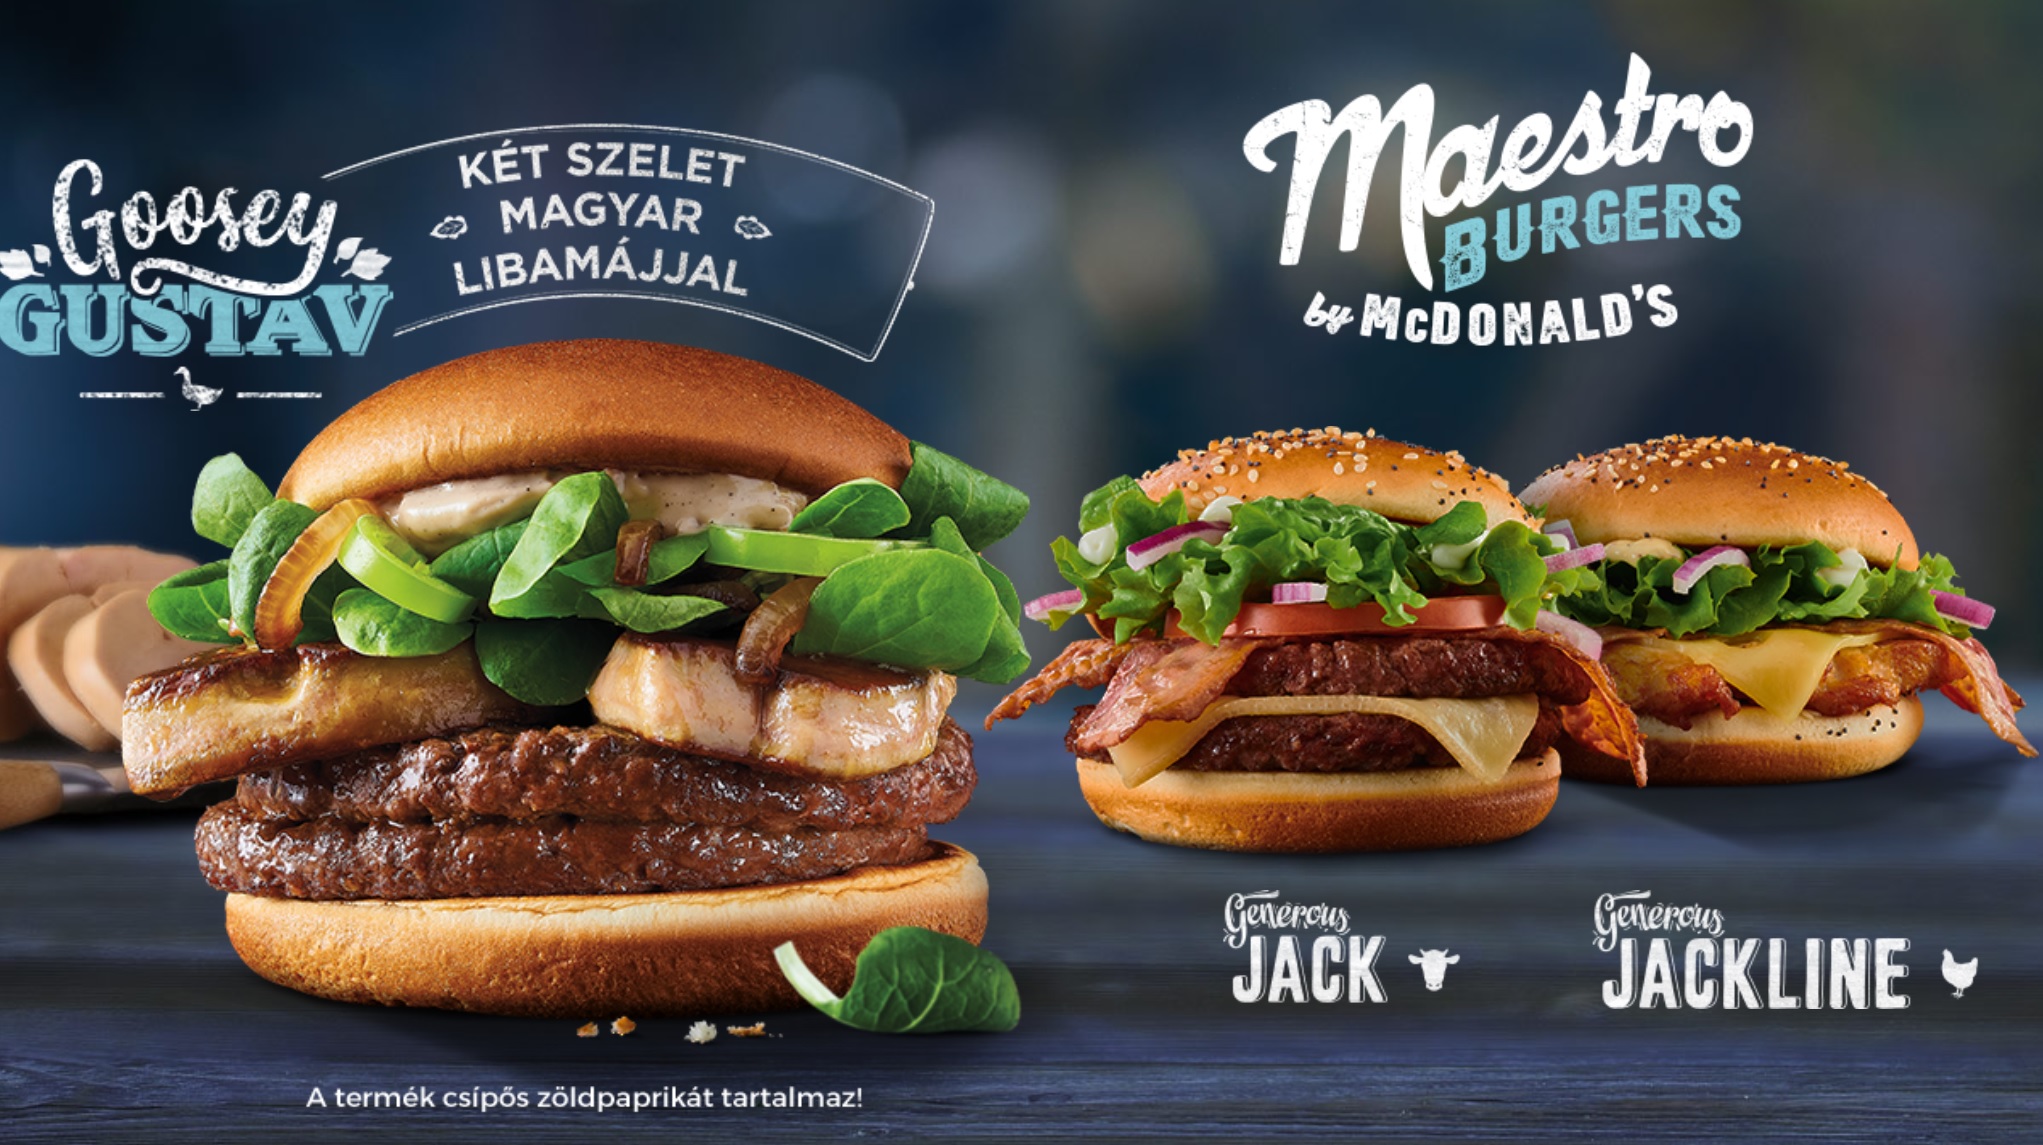 Goosey
GUSTAV
KÉT SZELET
MAGYAR
LIBAMÁJJAL
Maestro
BURGERS
by McDONALD'S
Generous
JACK
Generous
JACKLINE
A termék csípős zöldpaprikát tartalmaz!